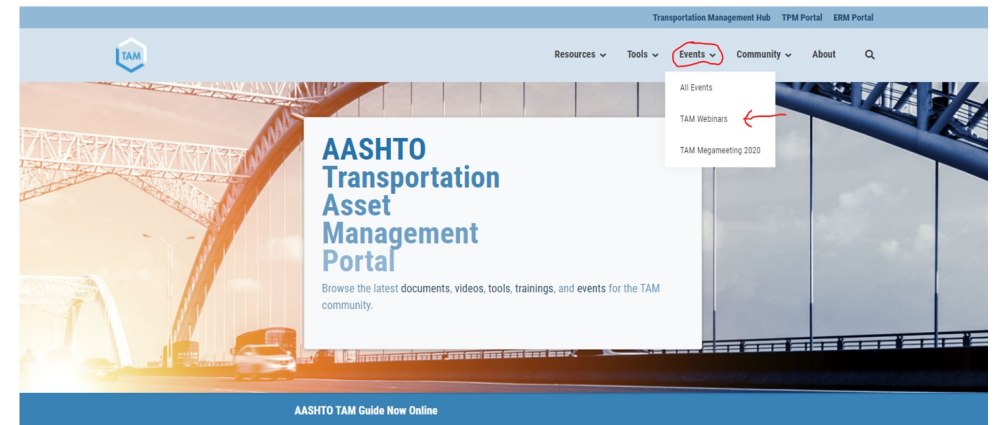 Transportation Management Hub TPM Portal ERM Portal
TAM
Resources Tools Events Community About
All Events
TAM Webinars
TAM Megameeting 2020
AASHTO
Transportation
Asset
Management
Portal
Browse the latest documents, videos, tools, trainings, and events for the TAM
community.
AASHTO TAM Guide Now Online